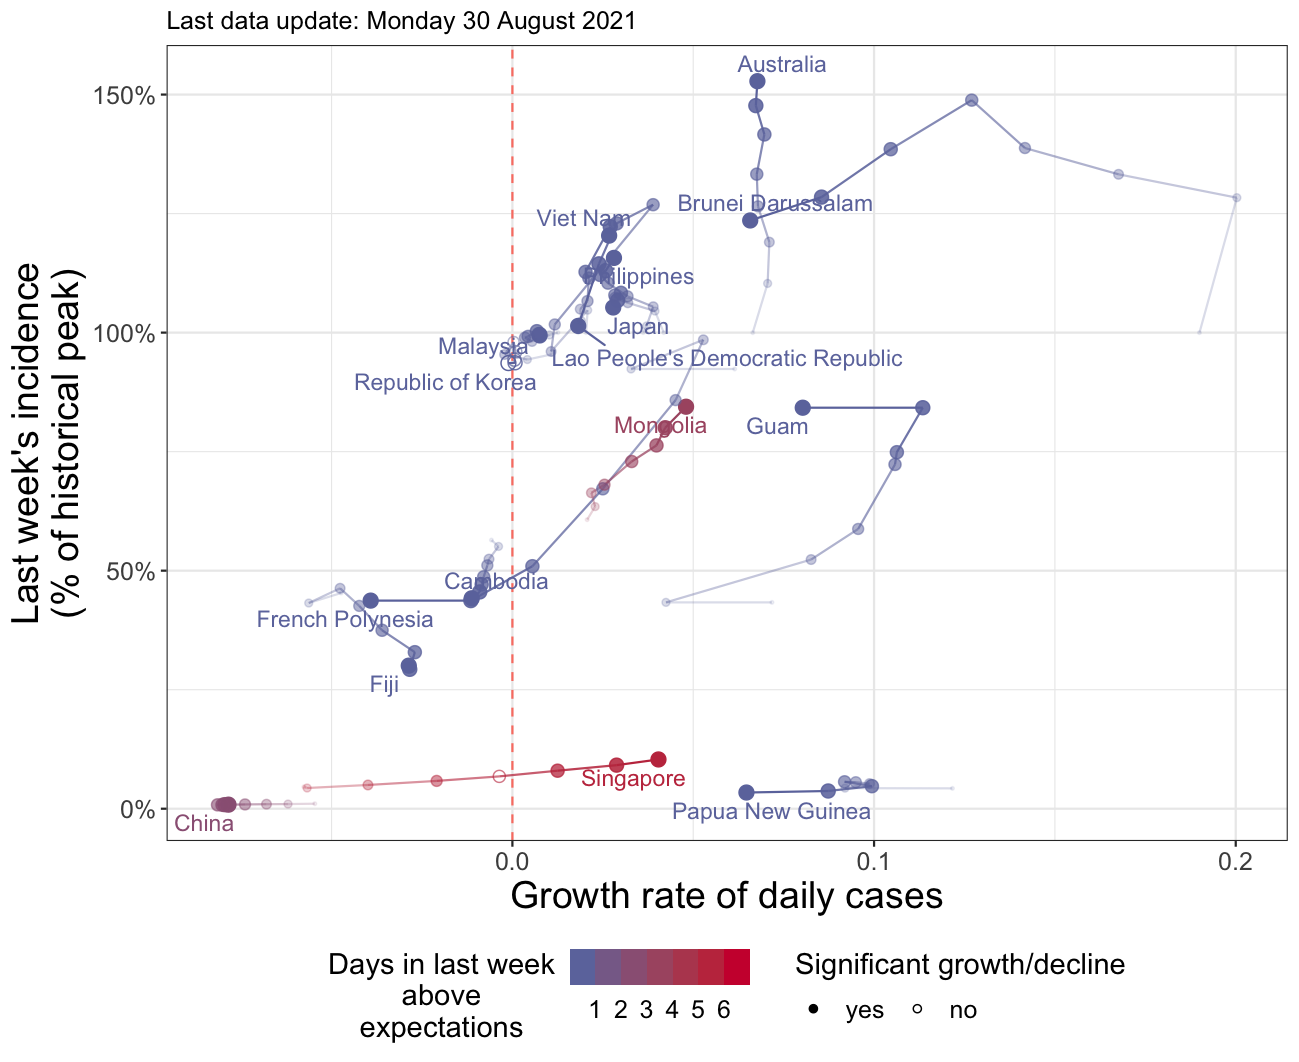 Last data update: Monday 30 August 2021
Australia
150%
Brunei Darussalam
Viet Nam
Philippines
Japan
100%
Malaysia
Lao People's Democratic Republic
Republic of Korea
Mongolia
Guam
50%
Cambodia
French Polynesia
Fiji
Singapore
0%
Papua New Guinea
China
Last week's incidence
(% of historical peak)
0.0 0.1 0.2
Growth rate of daily cases
Days in last week
above
expectations
1 2 3 4 5 6
Significant growth/decline
yes no